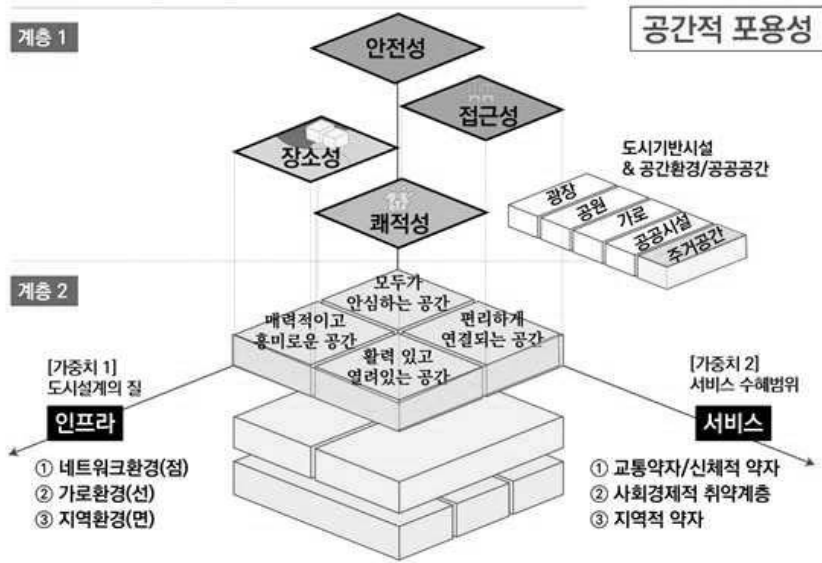 계층 1
공간적 포용성
안전성
접근성
장소성
쾌적성
도시기반시설
& 공간환경/공공공간
광장
공원
가로
공공시설
주거공간
계층 2
모두가
안심하는 공간
매력적이고
흥미로운 공간
편리하게
연결되는 공간
활력 있고
열려있는 공간
[가중치 1]
도시설계의 질
인프라
① 네트워크환경(점)
② 가로환경(선)
③ 지역환경(면)
[가중치 2]
서비스 수혜범위
서비스
① 교통약자/신체적 약자
② 사회경제적 취약계층
③ 지역적 약자